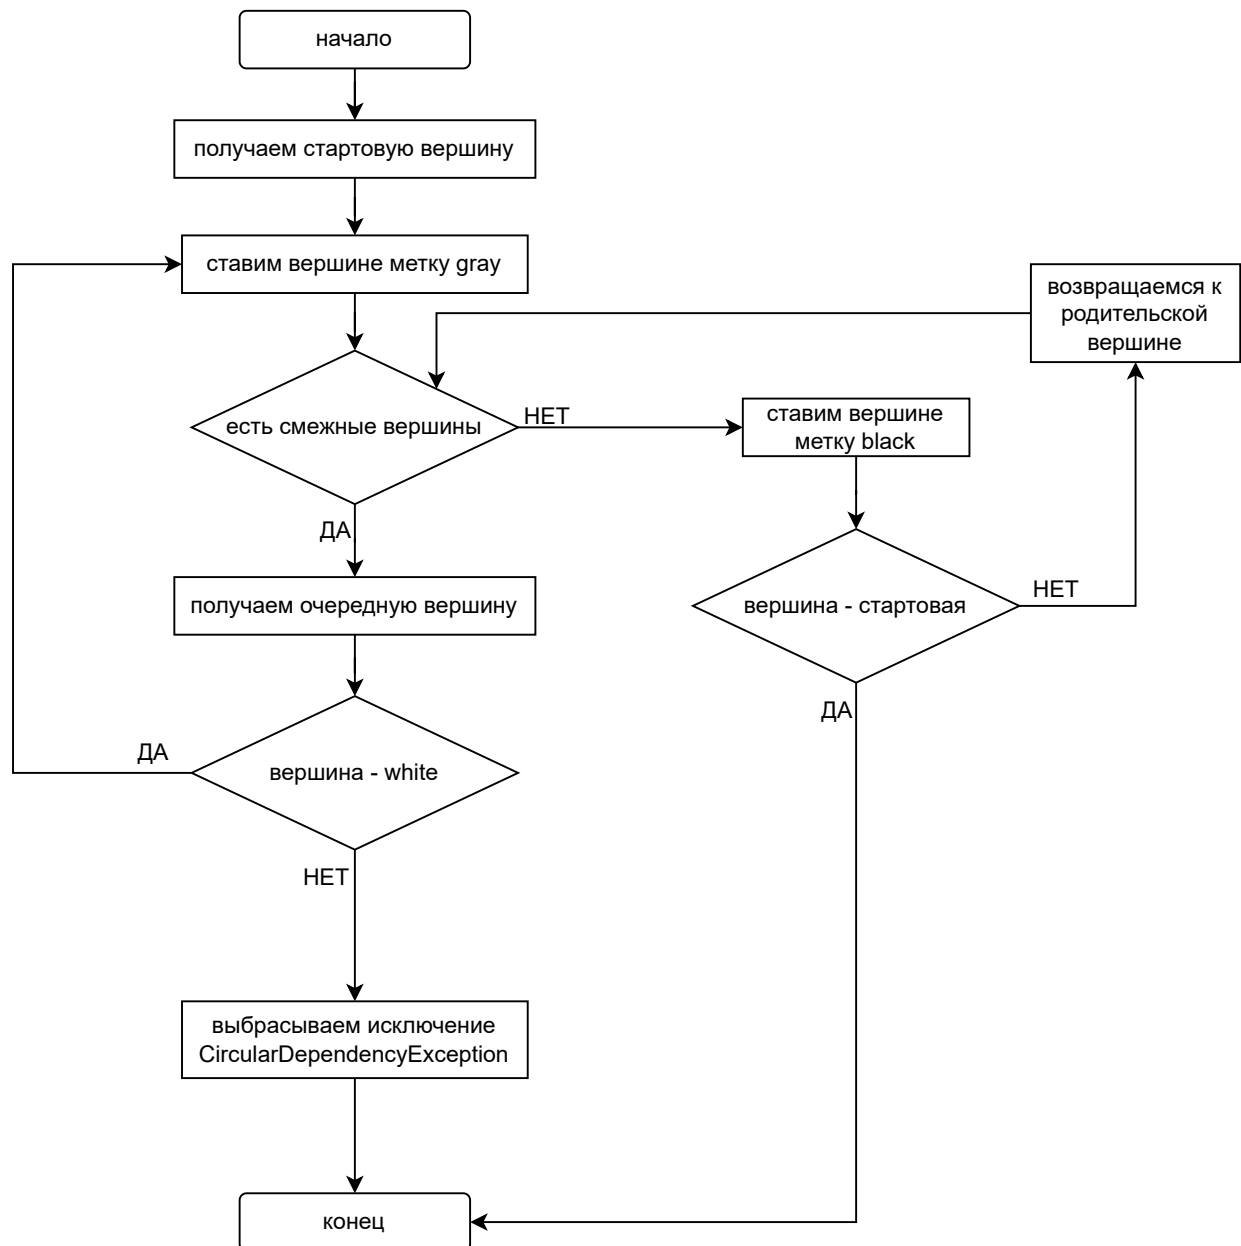 начало
получаем стартовую вершину
ставим вершине метку gray
возвращаемся к
родительской
вершине
есть смежные вершины
НЕТ
ставим вершине
метку black
ДА
получаем очередную вершину
вершина - стартовая
НЕТ
ДА
ДА
вершина - white
НЕТ
выбрасываем исключение
CircularDependencyException
конец